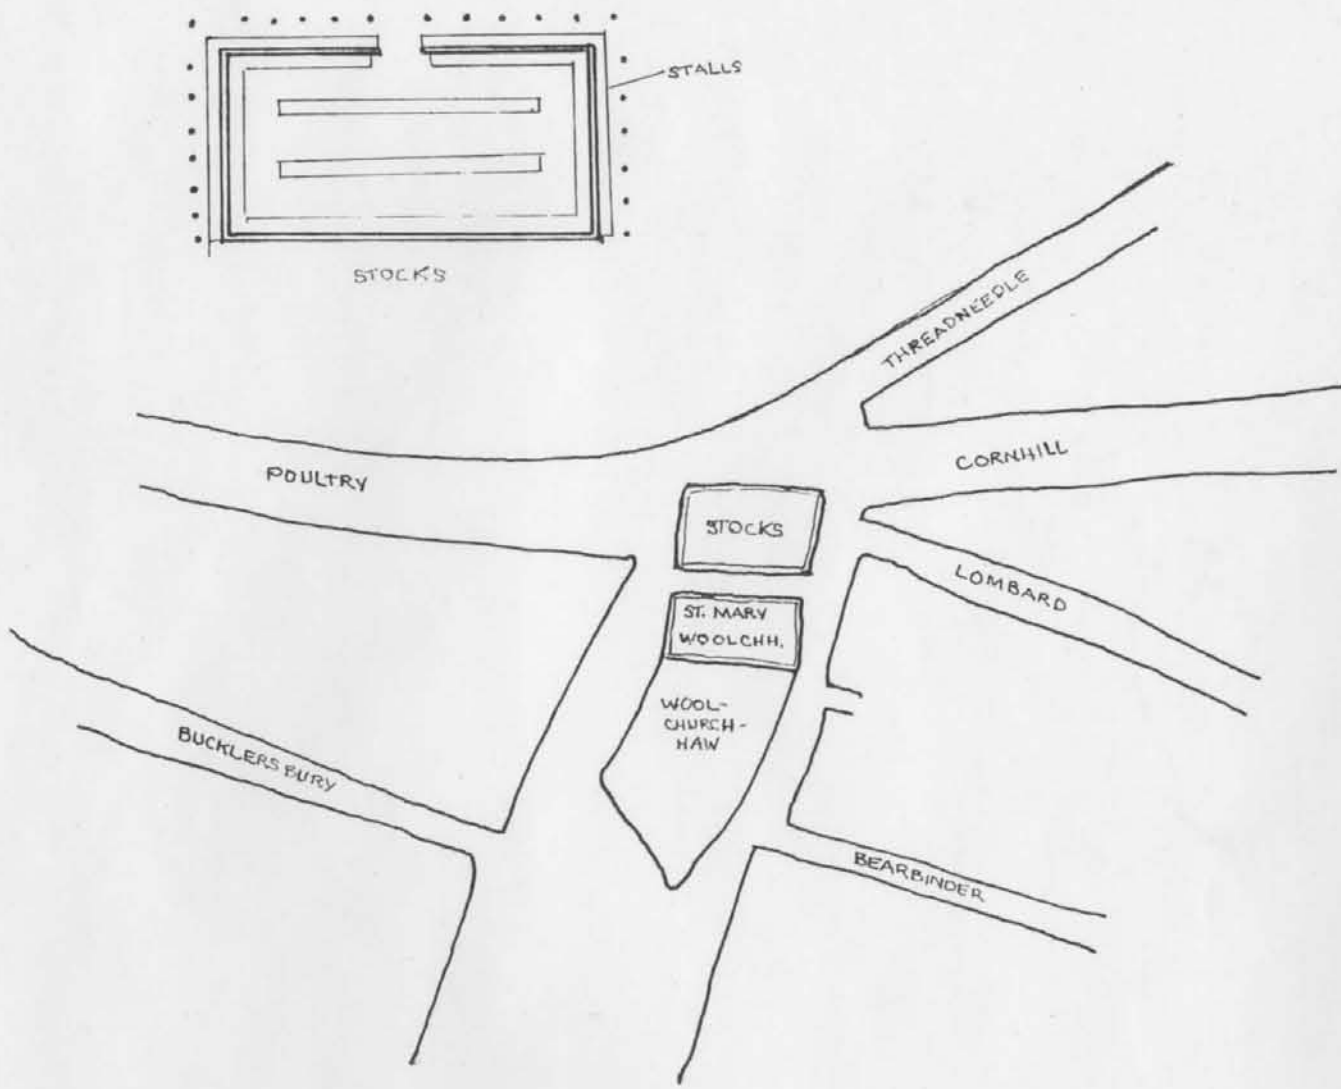 STALLS
STOCKS
THREADNEEDLE
POULTRY
CORNHILL
STOCKS
LOMBARD
ST. MARY
WOOLCHH.
WOOL-
CHURCH-
HAW
BUCKLERSBURY
BEARBINDER